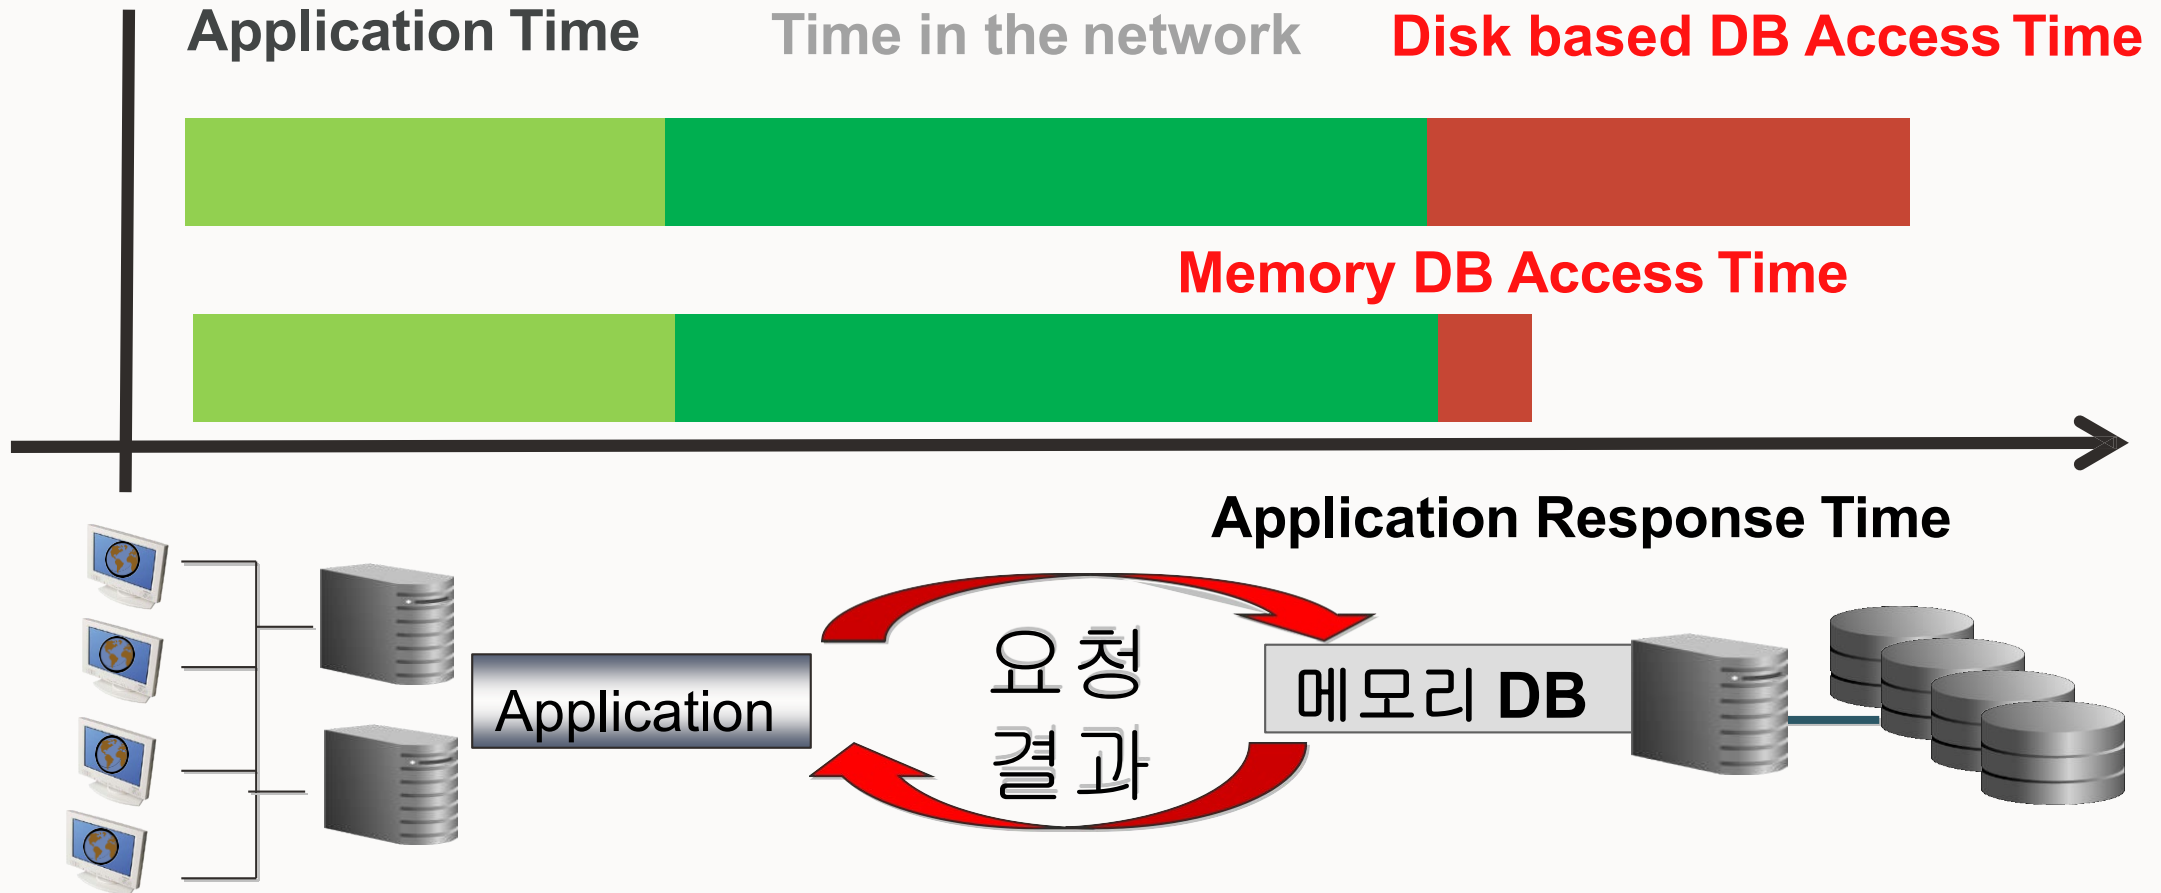 Application Time
Time in the network
Disk based DB Access Time
Memory DB Access Time
Application Response Time
Application
요청
결과
메모리 DB